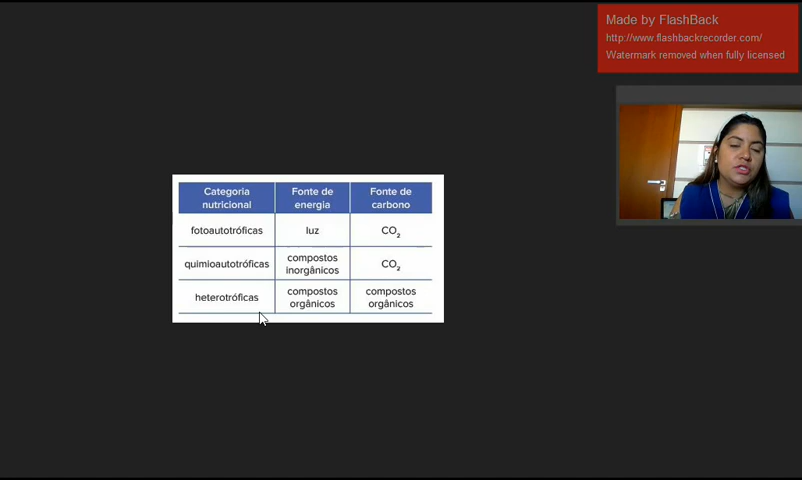 Made by FlashBack
http://www.flashbackrecorder.com/
Watermark removed when fully licensed
Categoria nutricional
Fonte de energia
Fonte de carbono
fotoautotróficas
luz
CO₂
quimioautotróficas
compostos inorgânicos
CO₂
heterotróficas
compostos orgânicos
compostos orgânicos